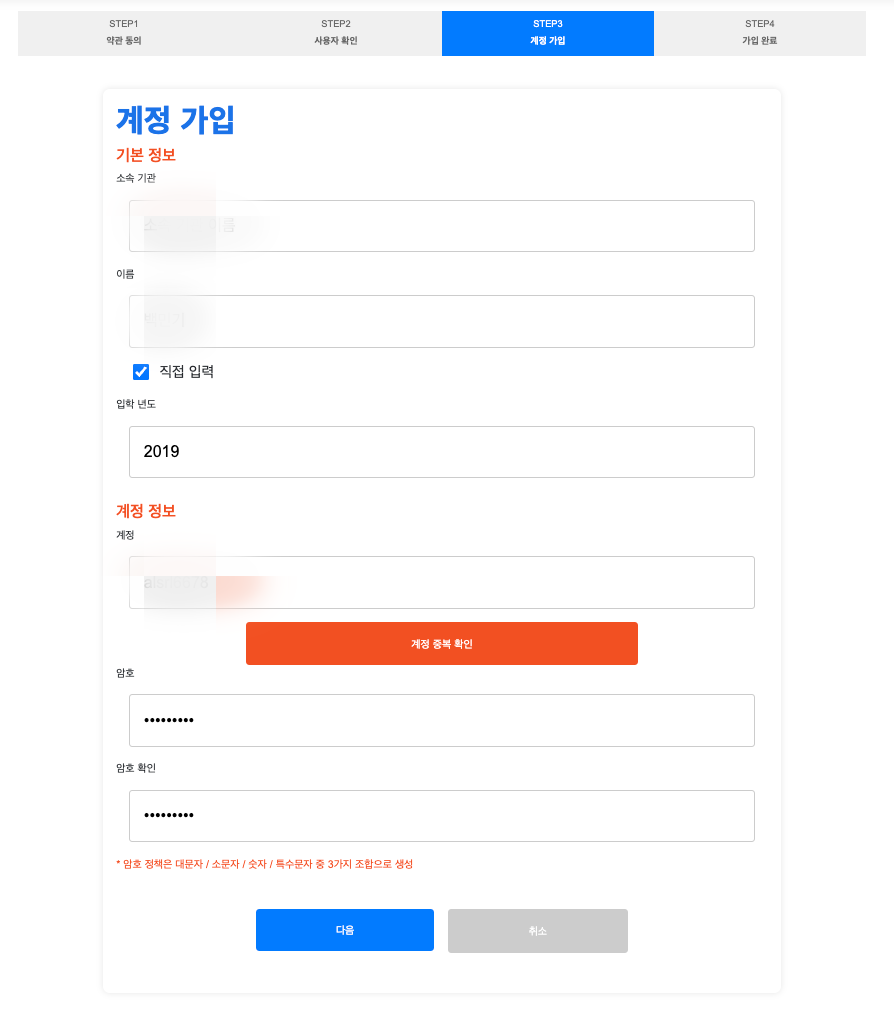 STEP1
약관 동의
STEP2
사용자 확인
STEP3
계정 가입
STEP4
가입 완료
계정 가입
기본 정보
소속 기관
이름
직접 입력
입학 년도
2019
계정 정보
계정
계정 중복 확인
암호
•••••••••
암호 확인
•••••••••
* 암호 정책은 대문자 / 소문자 / 숫자 / 특수문자 중 3가지 조합으로 생성
다음
취소